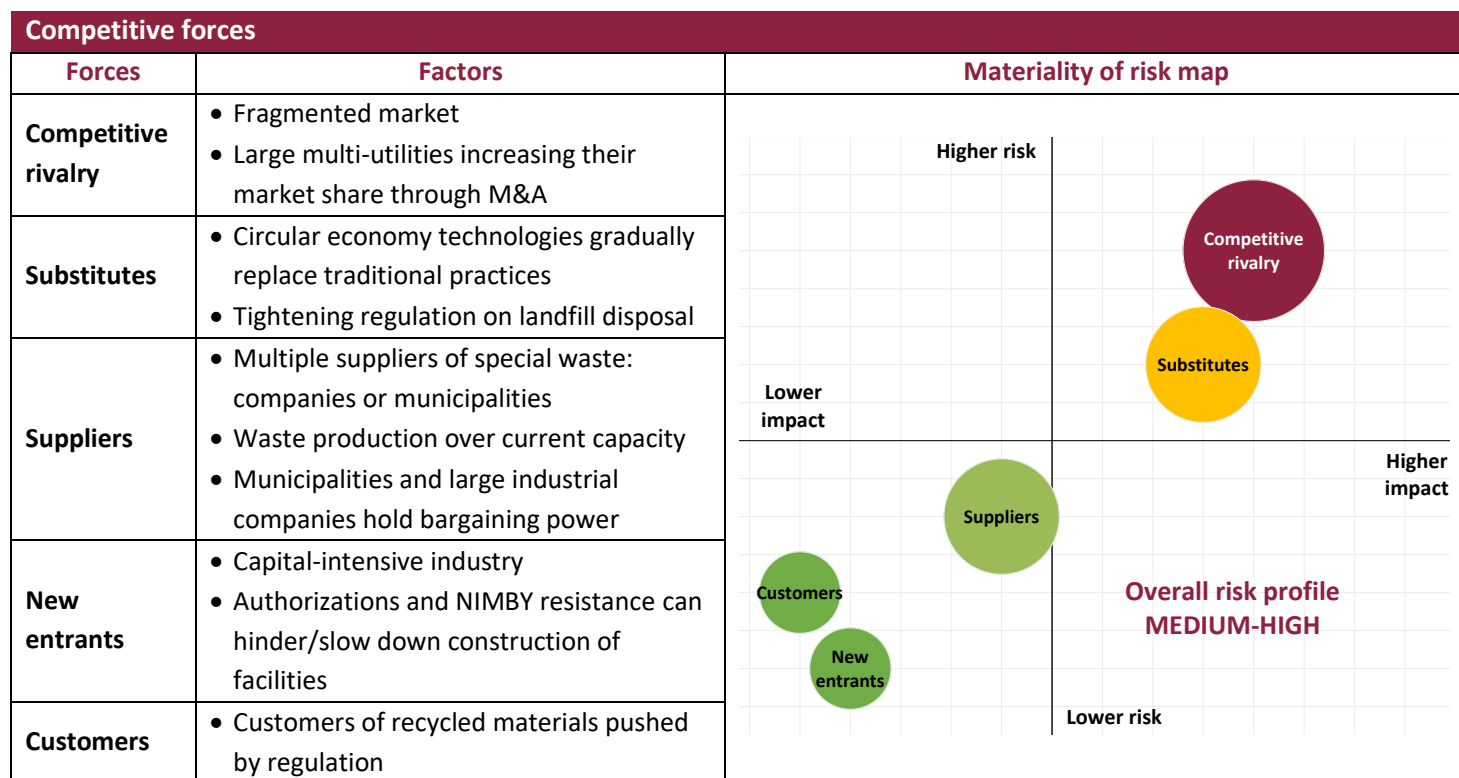 Competitive forces
Forces
Factors
Materiality of risk map
Competitive
rivalry
• Fragmented market
• Large multi-utilities increasing their
market share through M&A
Substitutes
• Circular economy technologies gradually
replace traditional practices
• Tightening regulation on landfill disposal
Suppliers
• Multiple suppliers of special waste:
companies or municipalities
• Waste production over current capacity
• Municipalities and large industrial
companies hold bargaining power
New
entrants
• Capital-intensive industry
• Authorizations and NIMBY resistance can
hinder/slow down construction of
facilities
Customers
• Customers of recycled materials pushed
by regulation
Higher risk
Competitive
rivalry
Substitutes
Lower
impact
Higher
impact
Suppliers
Customers
New
entrants
Overall risk profile
MEDIUM-HIGH
Lower risk